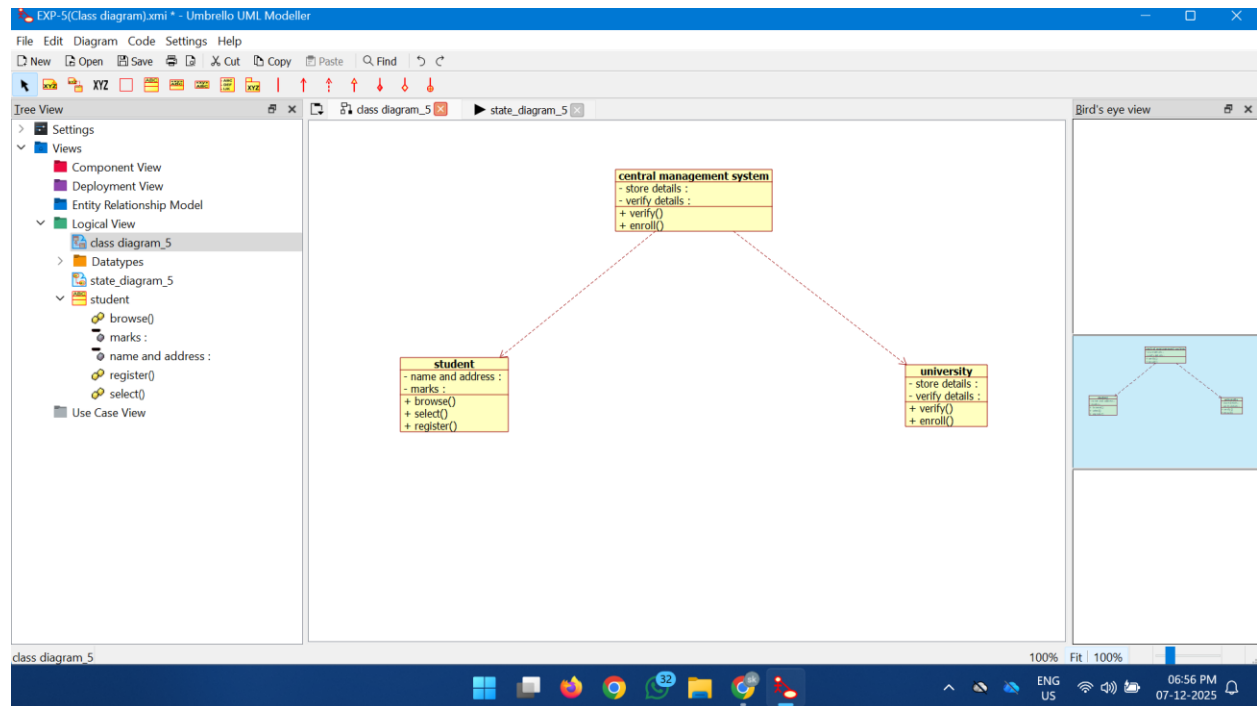 EXP-5(Class diagram).xmi * - Umbrello UML Modeller
File Edit Diagram Code Settings Help
New Open Save Cut Copy Paste Find
XYZ
Tree View
class diagram_5 state_diagram_5
Bird's eye view
Settings
Views
Component View
Deployment View
Entity Relationship Model
Logical View
class diagram_5
Datatypes
state_diagram_5
student
browse()
marks :
name and address :
register()
select()
Use Case View
central management system
- store details :
- verify details :
+ verify()
+ enroll()
student
- name and address :
- marks :
+ browse()
+ select()
+ register()
university
- store details :
- verify details :
+ verify()
+ enroll()
class diagram_5
100% Fit 100%
32
ENG
US
06:56 PM
07-12-2025